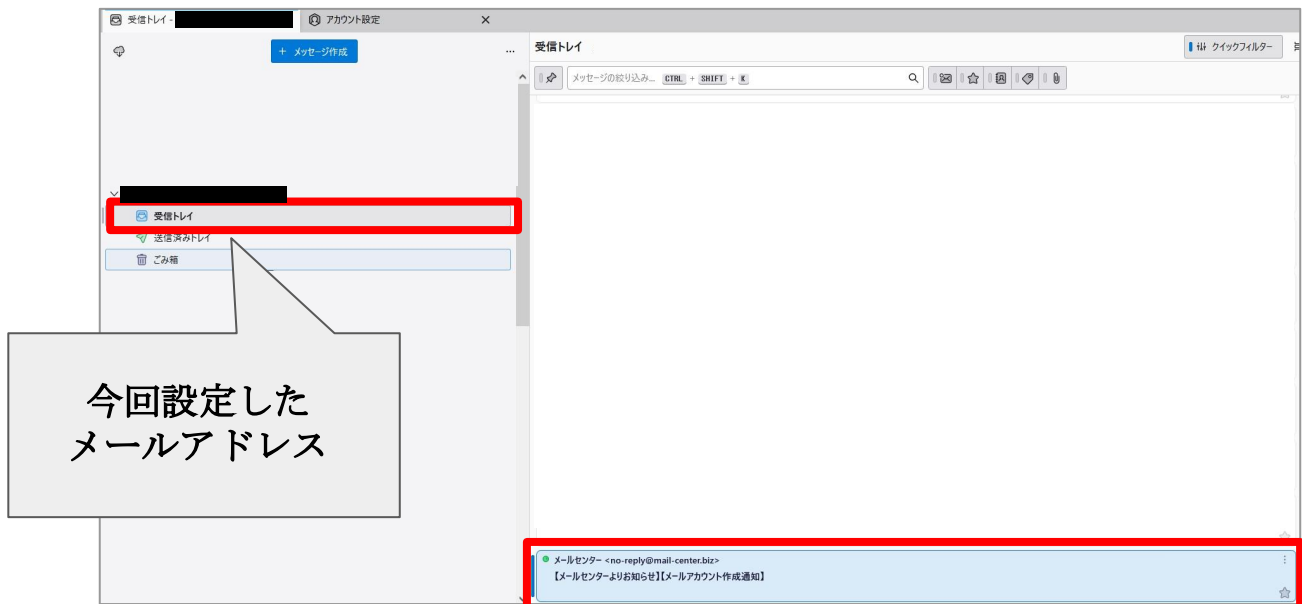 受信トレイ -
アカウント設定
+ メッセージ作成
受信トレイ
クイックフィルター
メッセージの絞り込み... CTRL + SHIFT + K
受信トレイ
送信済みトレイ
ごみ箱
今回設定した
メールアドレス
メールセンター <no-reply@mail-center.biz>
【メールセンターよりお知らせ】【メールアカウント作成通知】